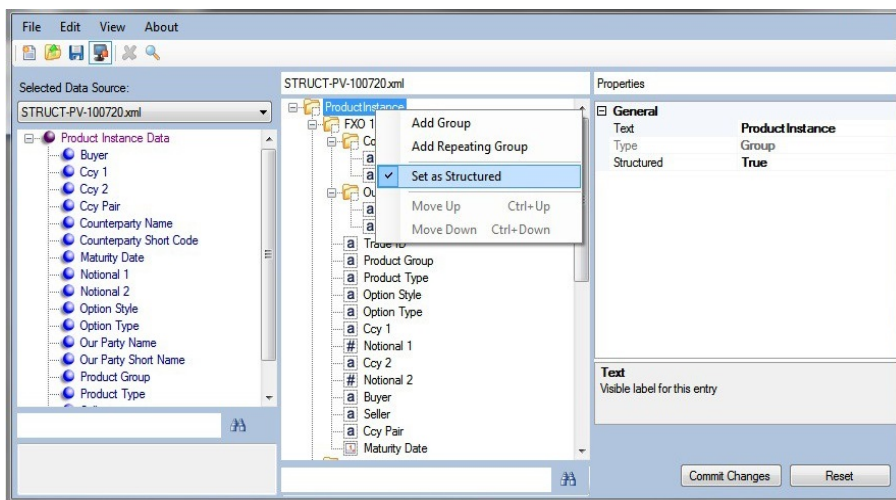 File Edit View About
Selected Data Source:
STRUCT-PV-100720.xml
Product Instance Data
Buyer
Ccy 1
Ccy 2
Ccy Pair
Counterparty Name
Counterparty Short Code
Maturity Date
Notional 1
Notional 2
Option Style
Option Type
Our Party Name
Our Party Short Name
Product Group
Product Type
STRUCT-PV-100720.xml
ProductInstance
FXO 1
Co
a
a
Ou
a
a
a Trade ID
a Product Group
a Product Type
a Option Style
a Option Type
a Ccy 1
# Notional 1
a Ccy 2
# Notional 2
a Buyer
a Seller
a Ccy Pair
Maturity Date
Add Group
Add Repeating Group
Set as Structured
Move Up Ctrl+Up
Move Down Ctrl+Down
Properties
General
Text ProductInstance
Type Group
Structured True
Text
Visible label for this entry
Commit Changes Reset